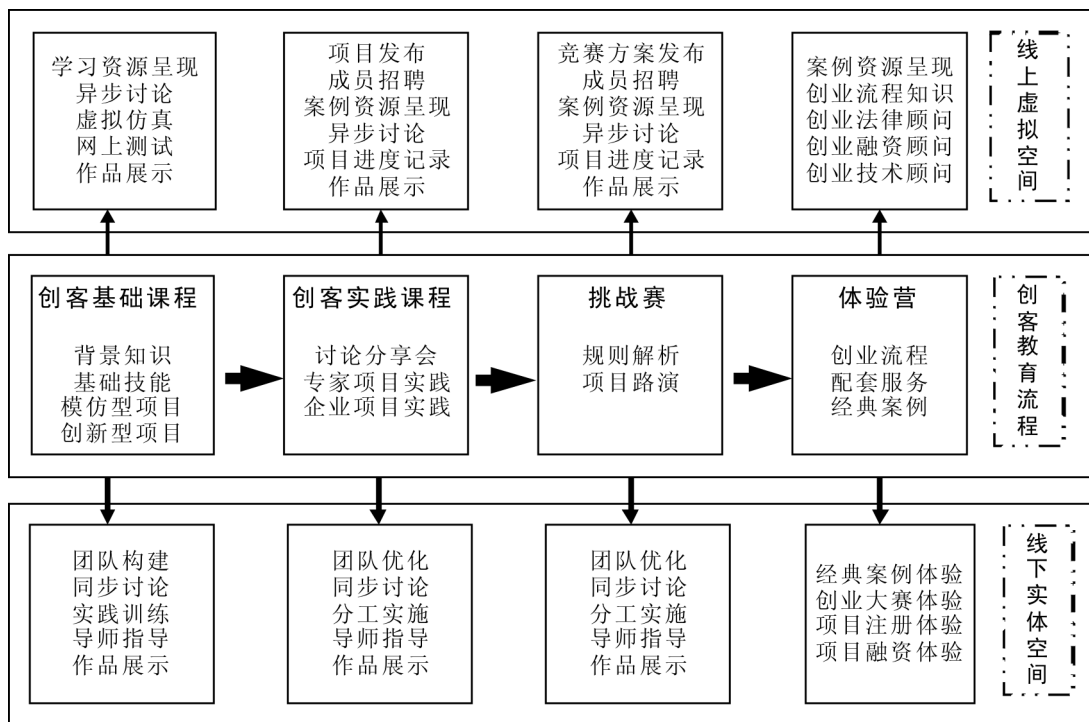 学习资源呈现
异步讨论
虚拟仿真
网上测试
作品展示
项目发布
成员招聘
案例资源呈现
异步讨论
项目进度记录
作品展示
竞赛方案发布
成员招聘
案例资源呈现
异步讨论
项目进度记录
作品展示
案例资源呈现
创业流程知识
创业法律顾问
创业融资顾问
创业技术顾问
线上虚拟空间
创客基础课程
背景知识
基础技能
模仿型项目
创新型项目
创客实践课程
讨论分享会
专家项目实践
企业项目实践
挑战赛
规则解析
项目路演
体验营
创业流程
配套服务
经典案例
创客教育流程
团队构建
同步讨论
实践训练
导师指导
作品展示
团队优化
同步讨论
分工实施
导师指导
作品展示
团队优化
同步讨论
分工实施
导师指导
作品展示
经典案例体验
创业大赛体验
项目注册体验
项目融资体验
线下实体空间